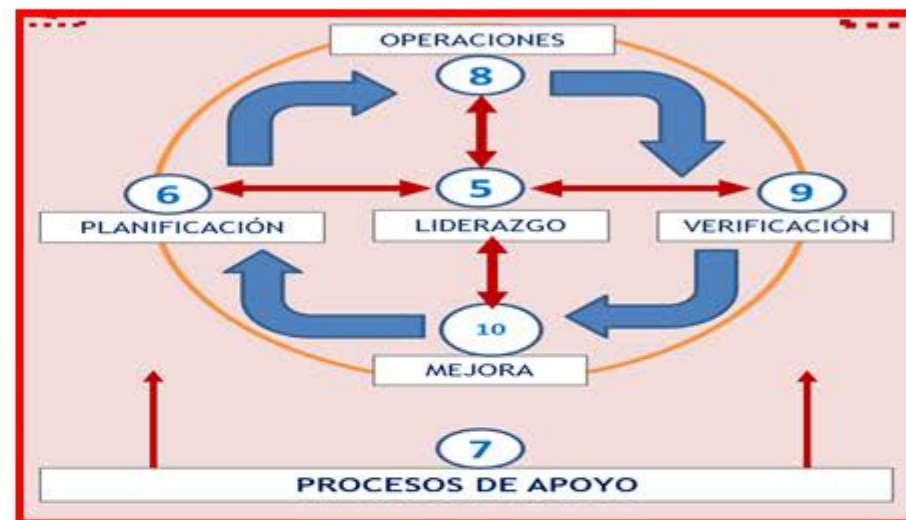 OPERACIONES
8
6
5
9
PLANIFICACIÓN
LIDERAZGO
VERIFICACIÓN
10
MEJORA
7
PROCESOS DE APOYO